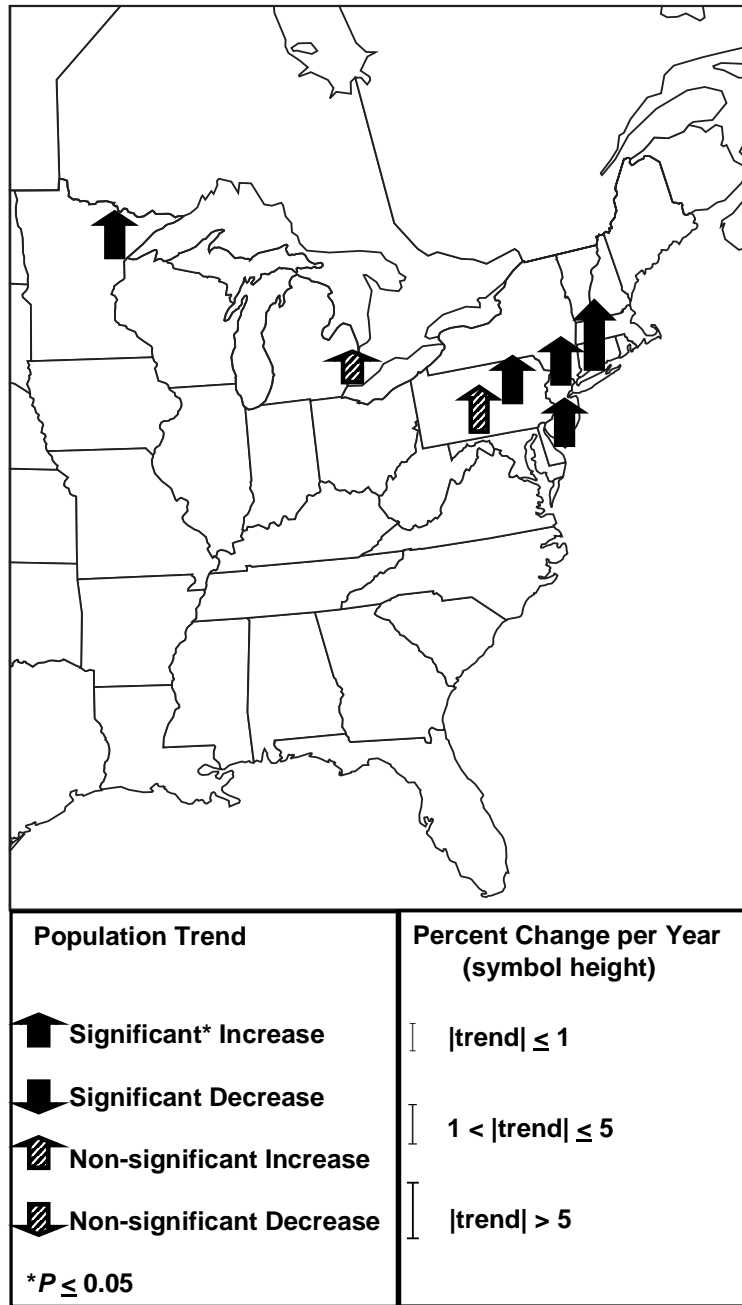 Population Trend
Significant* Increase
Significant Decrease
Non-significant Increase
Non-significant Decrease
*P ≤ 0.05
Percent Change per Year
(symbol height)
|trend| ≤ 1
1 < |trend| ≤ 5
|trend| > 5